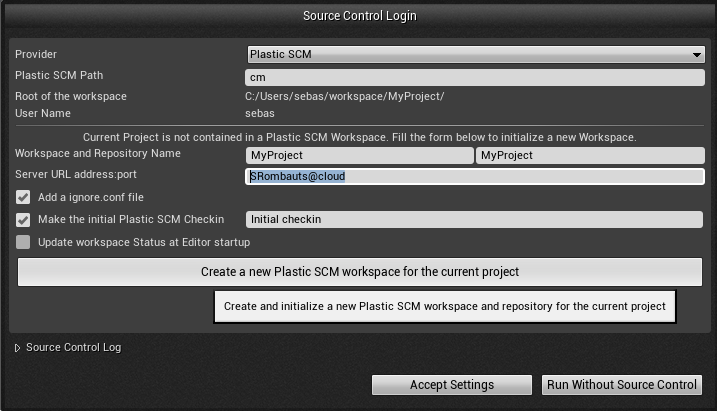 Source Control Login
Provider Plastic SCM
Plastic SCM Path cm
Root of the workspace C:/Users/sebas/workspace/MyProject/
User Name sebas
Current Project is not contained in a Plastic SCM Workspace. Fill the form below to initialize a new Workspace.
Workspace and Repository Name MyProject MyProject
Server URL address:port SRombauts@cloud
Add a ignore.conf file
Make the initial Plastic SCM Checkin Initial checkin
Update workspace Status at Editor startup
Create a new Plastic SCM workspace for the current project
Create and initialize a new Plastic SCM workspace and repository for the current project
Source Control Log
Accept Settings Run Without Source Control